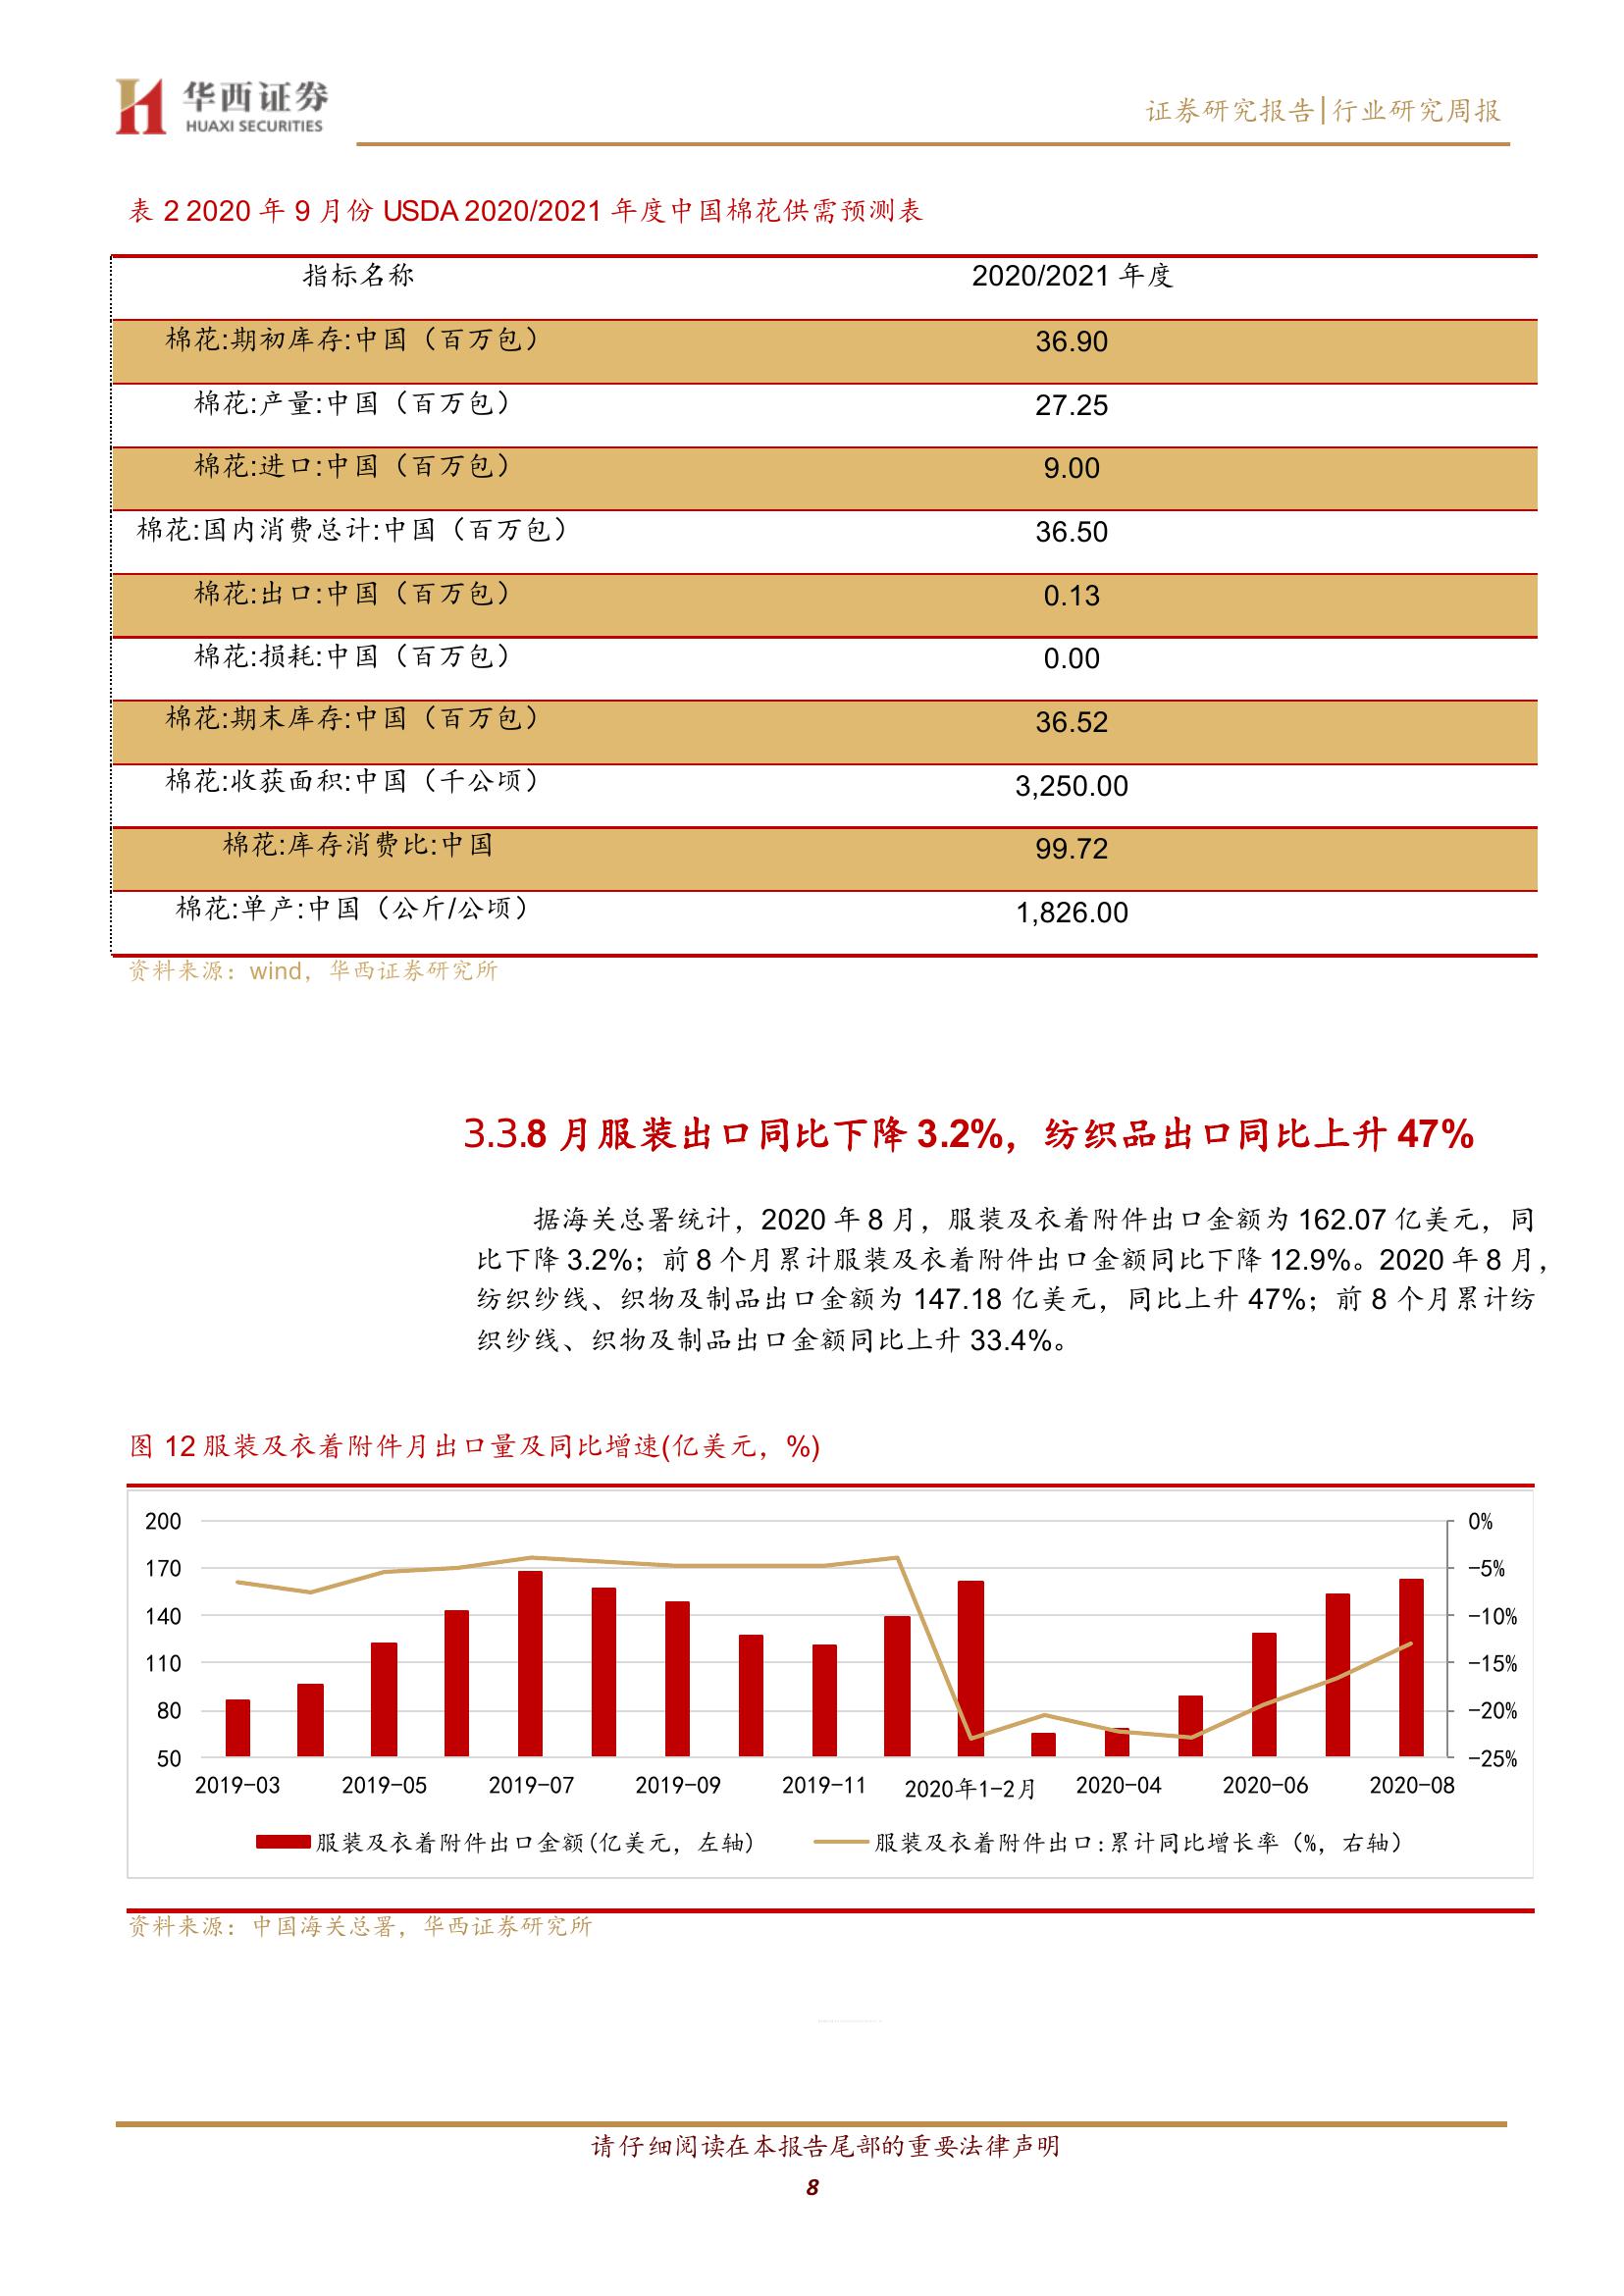 华西证券
HUAXI SECURITIES
证券研究报告|行业研究周报
表 2 2020 年 9 月份 USDA 2020/2021 年度中国棉花供需预测表
指标名称 2020/2021 年度
棉花:期初库存:中国（百万包） 36.90
棉花:产量:中国（百万包） 27.25
棉花:进口:中国（百万包） 9.00
棉花:国内消费总计:中国（百万包） 36.50
棉花:出口:中国（百万包） 0.13
棉花:损耗:中国（百万包） 0.00
棉花:期末库存:中国（百万包） 36.52
棉花:收获面积:中国（千公顷） 3,250.00
棉花:库存消费比:中国 99.72
棉花:单产:中国（公斤/公顷） 1,826.00
资料来源：wind，华西证券研究所
3.3.8 月服装出口同比下降 3.2%，纺织品出口同比上升 47%
据海关总署统计，2020 年 8 月，服装及衣着附件出口金额为 162.07 亿美元，同
比下降 3.2%；前 8 个月累计服装及衣着附件出口金额同比下降 12.9%。2020 年 8 月，
纺织纱线、织物及制品出口金额为 147.18 亿美元，同比上升 47%；前 8 个月累计纺
织纱线、织物及制品出口金额同比上升 33.4%。
图 12 服装及衣着附件月出口量及同比增速(亿美元，%)
200 0%
170 -5%
140 -10%
110 -15%
80 -20%
50 -25%
2019-03 2019-05 2019-07 2019-09 2019-11 2020年1-2月 2020-04 2020-06 2020-08
服装及衣着附件出口金额(亿美元，左轴) 服装及衣着附件出口:累计同比增长率（%，右轴）
资料来源：中国海关总署，华西证券研究所
请仔细阅读在本报告尾部的重要法律声明
8